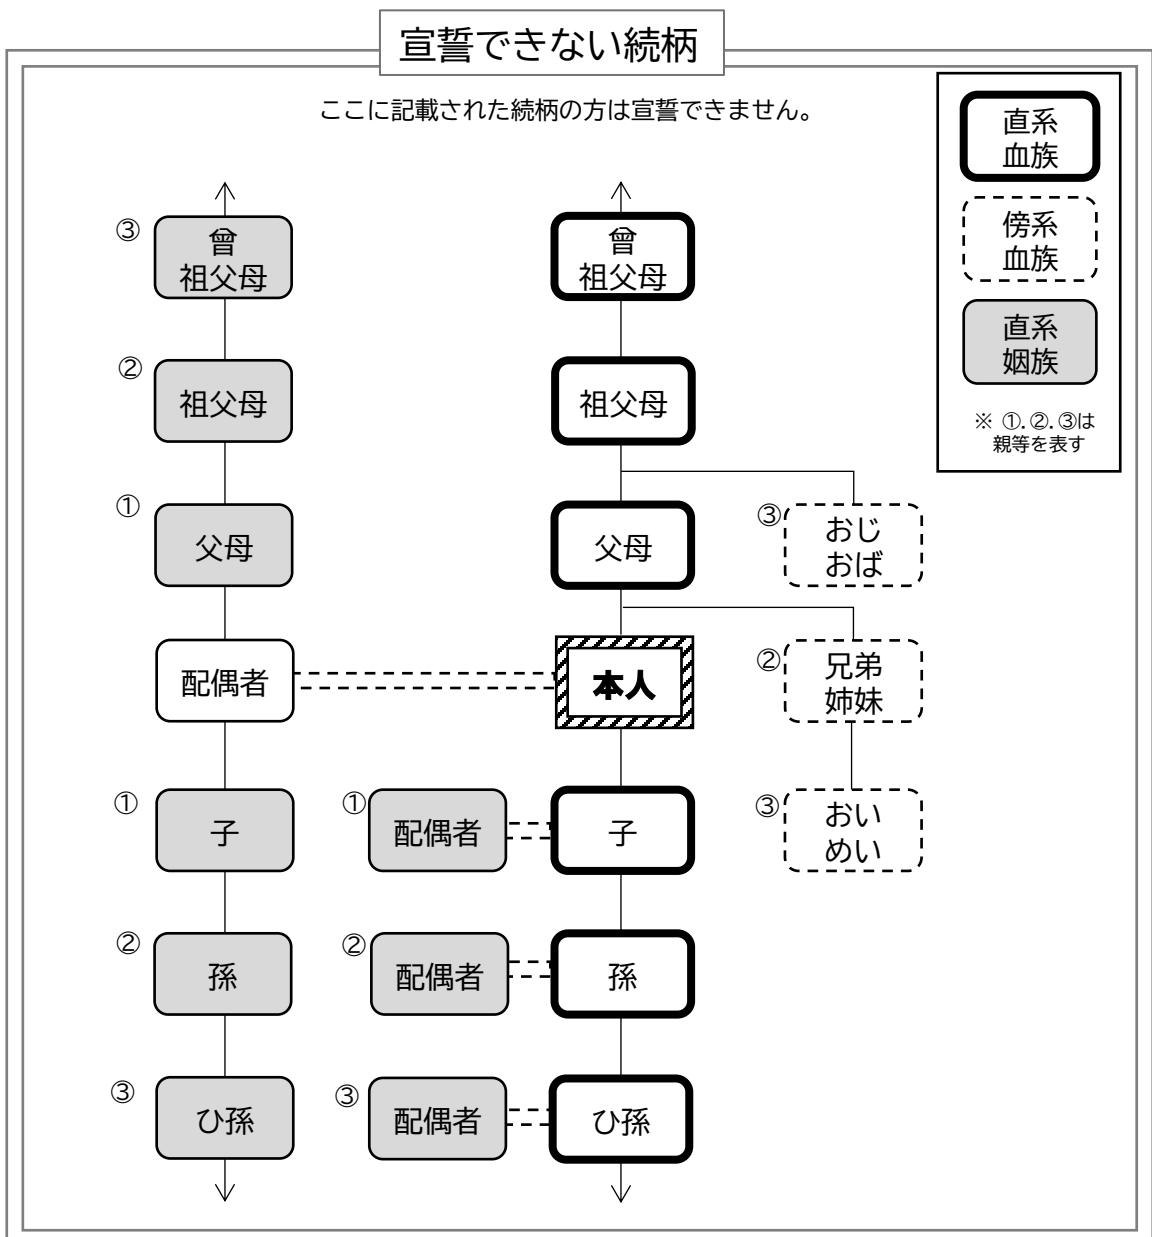 宣誓できない続柄
ここに記載された続柄の方は宣誓できません。
直系
血族
傍系
血族
直系
姻族
※ ①.②.③は
親等を表す
③
曾
祖父母
曾
祖父母
②
祖父母
祖父母
①
父母
父母
③
おじ
おば
配偶者
本人
②
兄弟
姉妹
①
子
①
配偶者
子
③
おい
めい
②
孫
②
配偶者
孫
③
ひ孫
③
配偶者
ひ孫